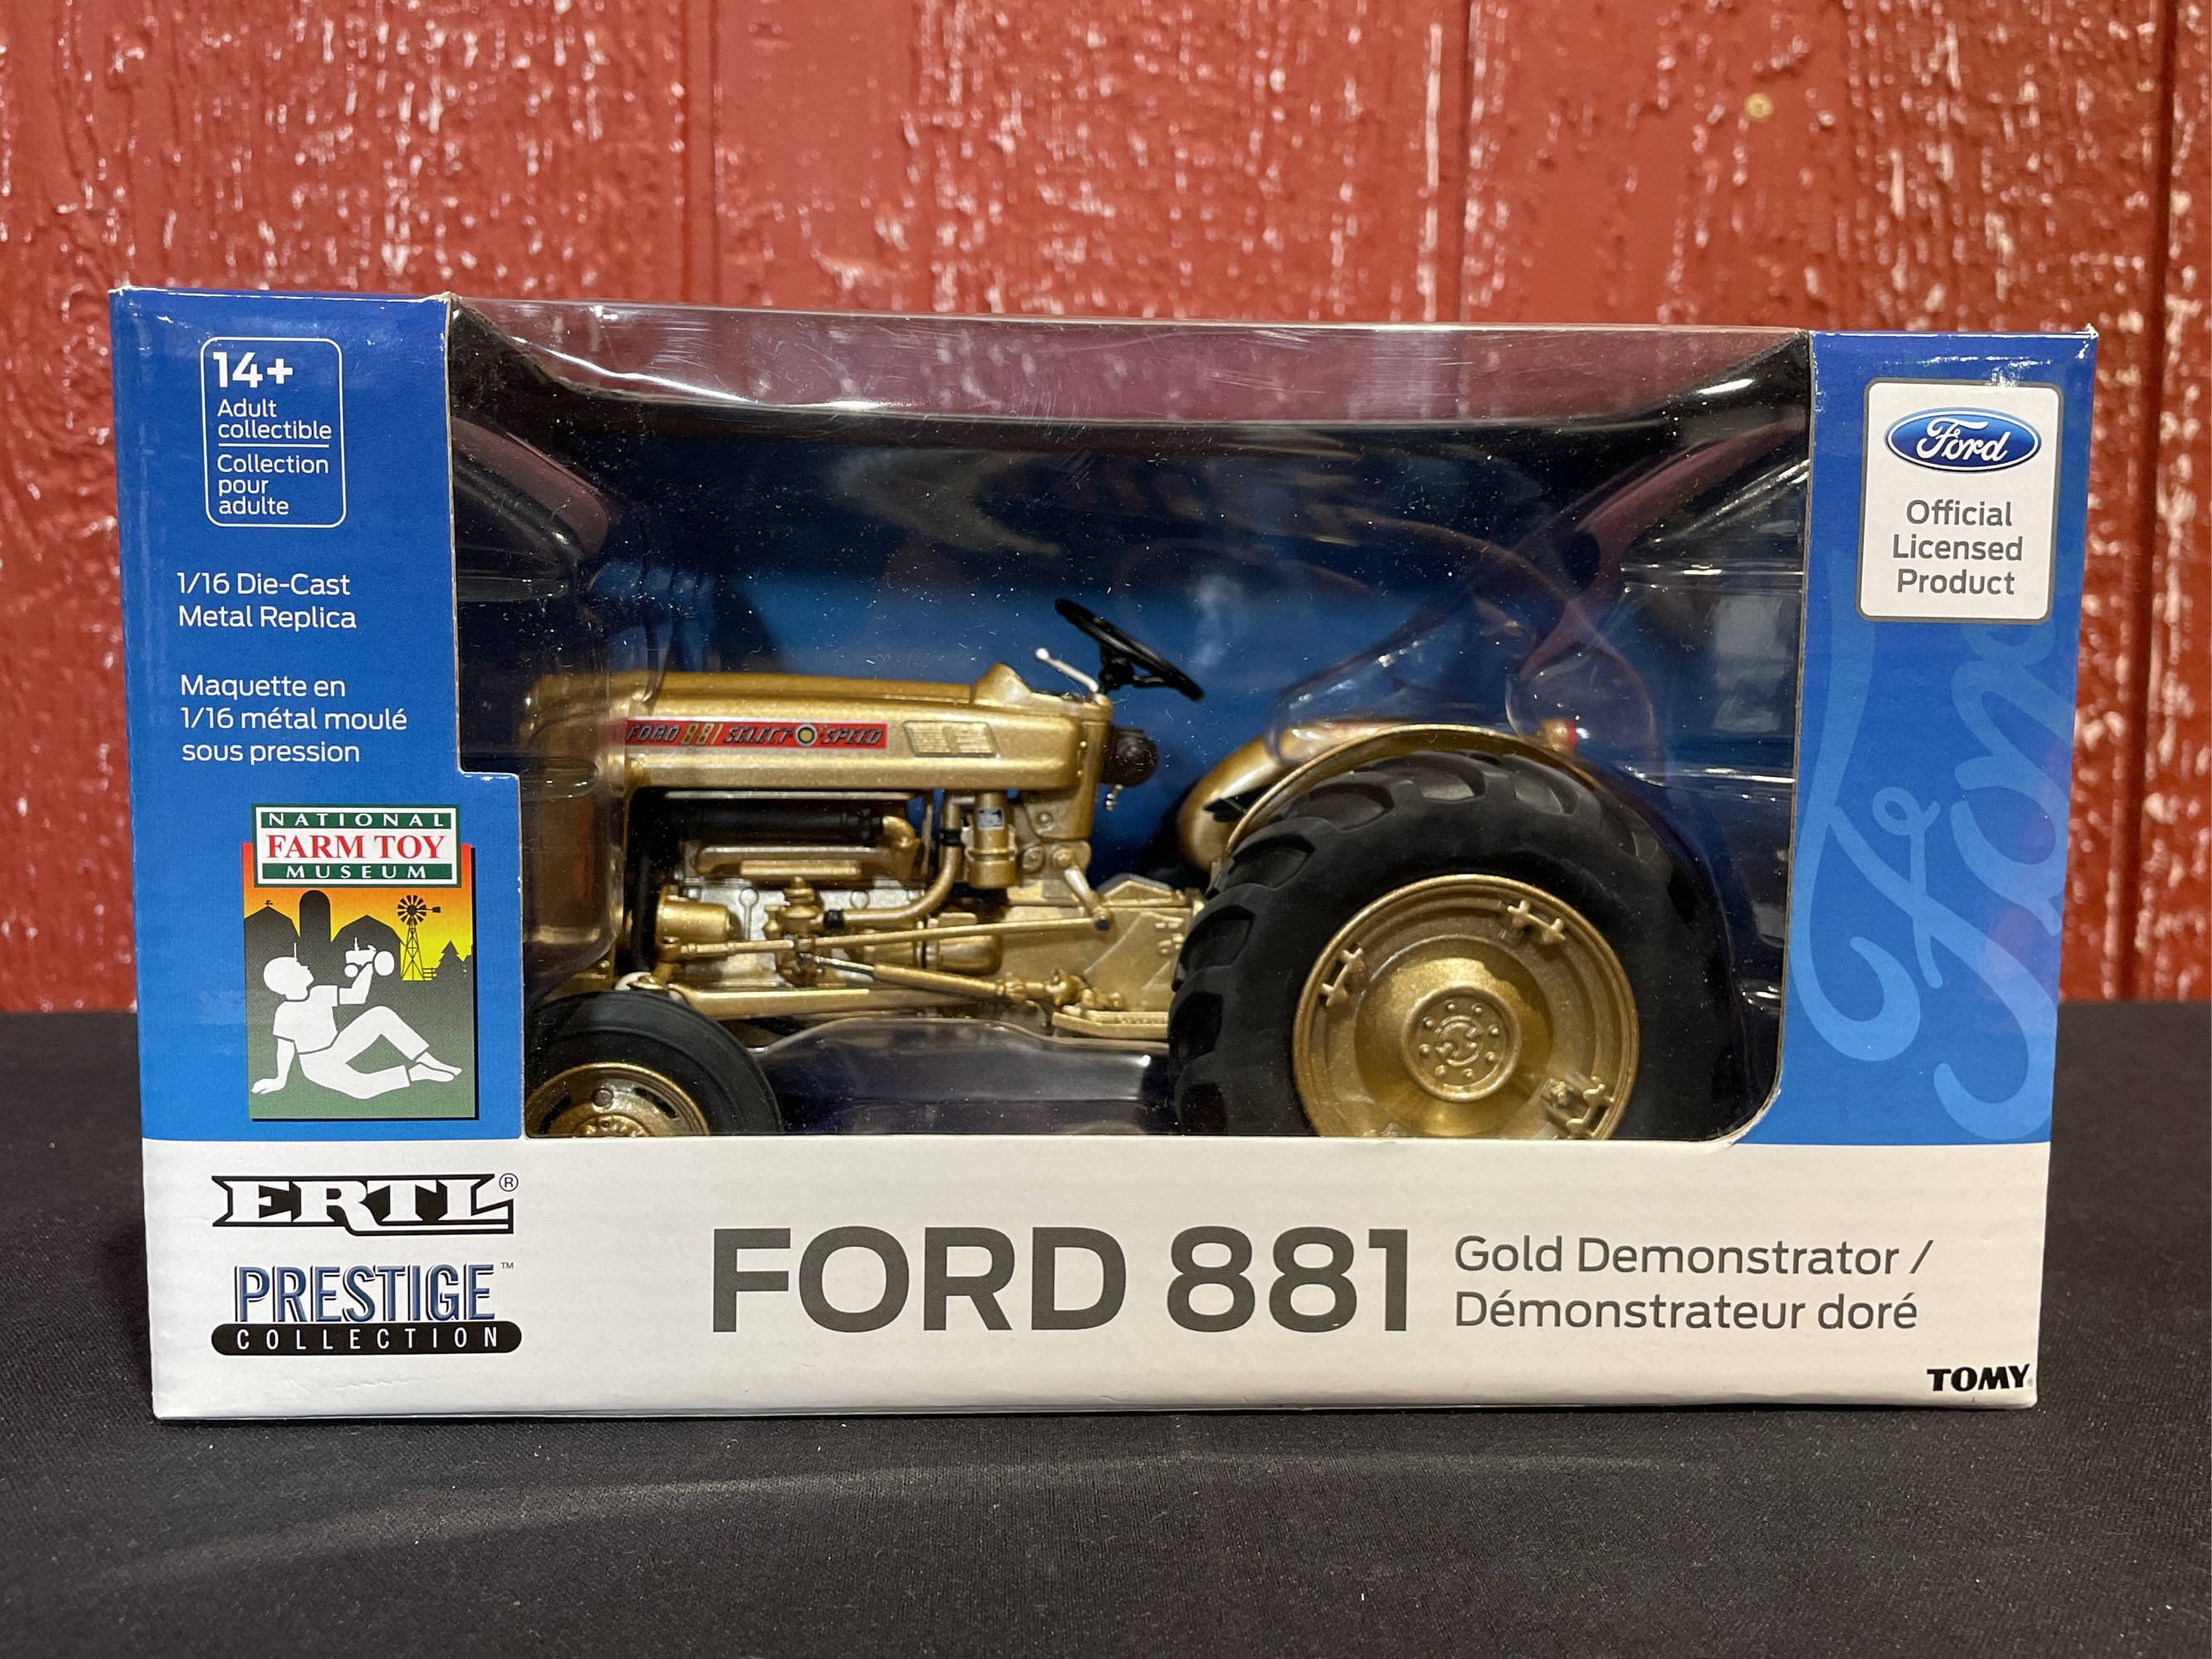 14+
Adult
collectible
Collection
pour
adulte
1/16 Die-Cast
Metal Replica
Maquette en
1/16 métal moulé
sous pression
NATIONAL
FARM TOY
MUSEUM
ERTL®
PRESTIGE™
COLLECTION
FORD 881 SELECT O SPEED
Ford
Official
Licensed
Product
Ford
FORD 881
Gold Demonstrator /
Démonstrateur doré
TOMY